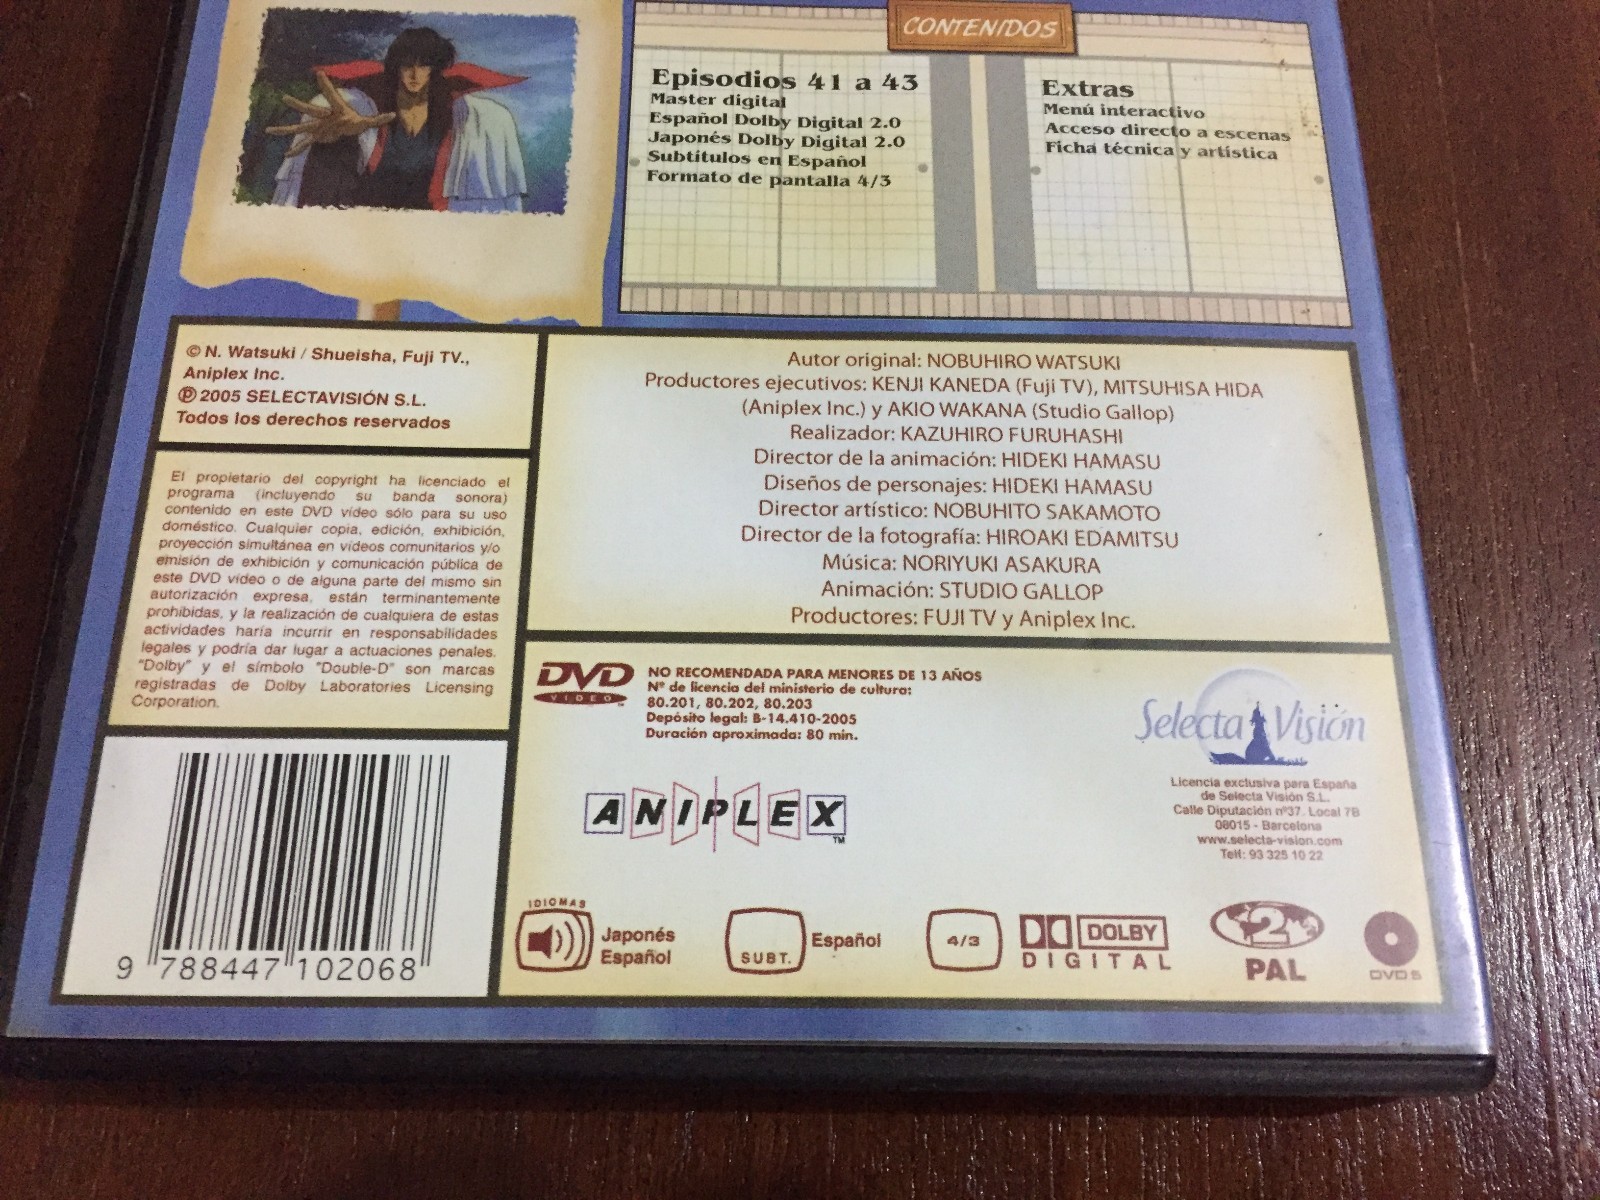 CONTENIDOS
Episodios 41 a 43
Master digital
Español Dolby Digital 2.0
Japonés Dolby Digital 2.0
Subtítulos en Español
Formato de pantalla 4/3
Extras
Menú interactivo
Acceso directo a escenas
Ficha técnica y artística
© N. Watsuki / Shueisha, Fuji TV.,
Aniplex Inc.
℗ 2005 SELECTAVISIÓN S.L.
Todos los derechos reservados
El propietario del copyright ha licenciado el
programa (incluyendo su banda sonora)
contenido en este DVD vídeo sólo para su uso
doméstico. Cualquier copia, edición, exhibición,
proyección simultánea en vídeos comunitarios y/o
emisión de exhibición y comunicación pública de
este DVD vídeo o de alguna parte del mismo sin
autorización expresa, están terminantemente
prohibidas, y la realización de cualquiera de estas
actividades haría incurrir en responsabilidades
legales y podría dar lugar a actuaciones penales.
"Dolby" y el símbolo "Double-D" son marcas
registradas de Dolby Laboratories Licensing
Corporation.
Autor original: NOBUHIRO WATSUKI
Productores ejecutivos: KENJI KANEDA (Fuji TV), MITSUHISA HIDA
(Aniplex Inc.) y AKIO WAKANA (Studio Gallop)
Realizador: KAZUHIRO FURUHASHI
Director de la animación: HIDEKI HAMASU
Diseños de personajes: HIDEKI HAMASU
Director artístico: NOBUHITO SAKAMOTO
Director de la fotografía: HIROAKI EDAMITSU
Música: NORIYUKI ASAKURA
Animación: STUDIO GALLOP
Productores: FUJI TV y Aniplex Inc.
DVD
VIDEO™
NO RECOMENDADA PARA MENORES DE 13 AÑOS
Nº de licencia del ministerio de cultura:
80.201, 80.202, 80.203
Depósito legal: B-14.410-2005
Duración aproximada: 80 min.
Selecta Visión
Licencia exclusiva para España
de Selecta Visión S.L.
Calle Diputación nº37. Local 7B
08015 - Barcelona
www.selecta-vision.com
Telf: 93 325 10 22
ANIPLEX™
9 788447 102068
IDIOMAS
Japonés
Español
SUBT.
Español
4/3
DOLBY
DIGITAL
2
PAL
DVD 5